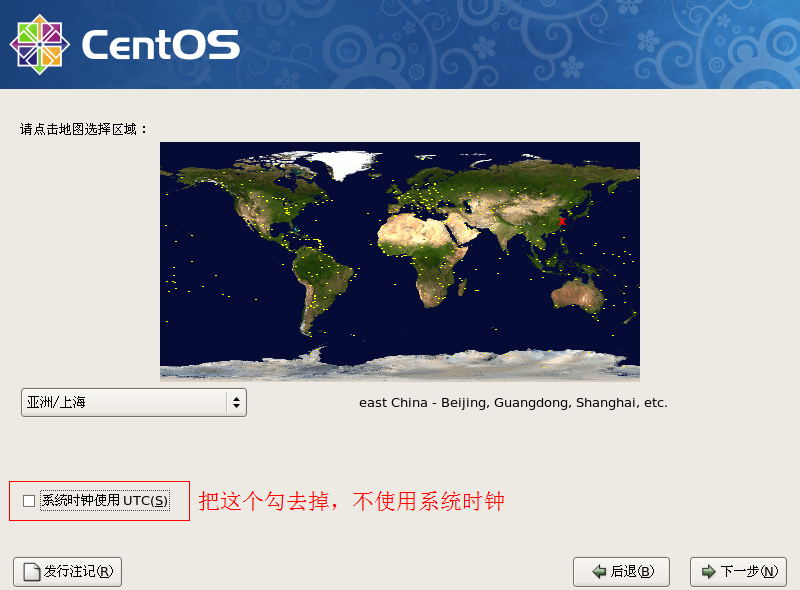 CentOS
请点击地图选择区域：
亚洲/上海
east China - Beijing, Guangdong, Shanghai, etc.
系统时钟使用 UTC(S)
把这个勾去掉，不使用系统时钟
发行注记(R)
后退(B)
下一步(N)